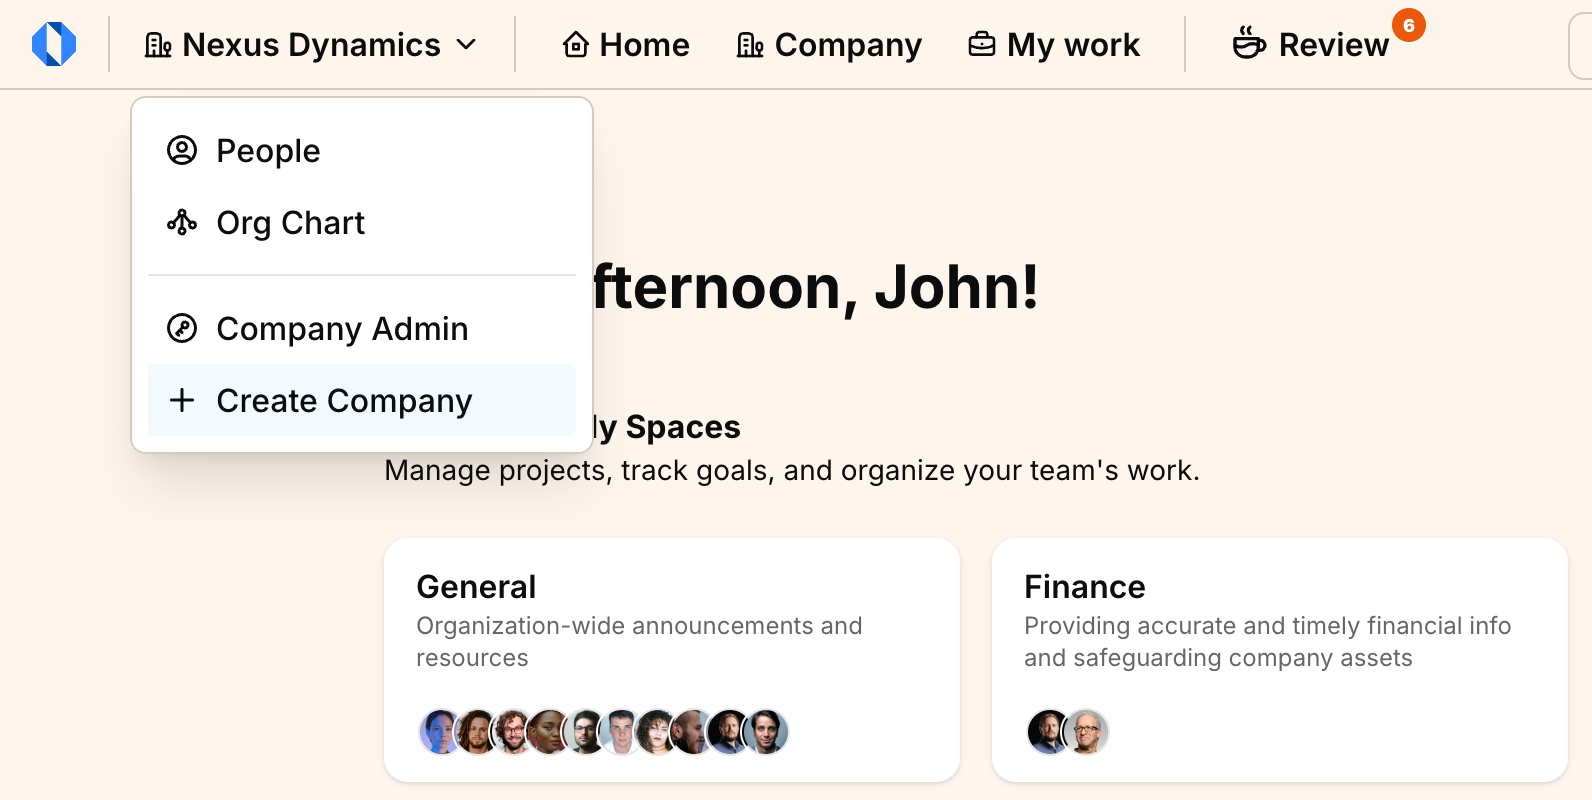 Nexus Dynamics
Home
Company
My work
Review
6
People
Org Chart
Company Admin
Create Company
fternoon, John!
ly Spaces
Manage projects, track goals, and organize your team's work.
General
Organization-wide announcements and
resources
Finance
Providing accurate and timely financial info
and safeguarding company assets